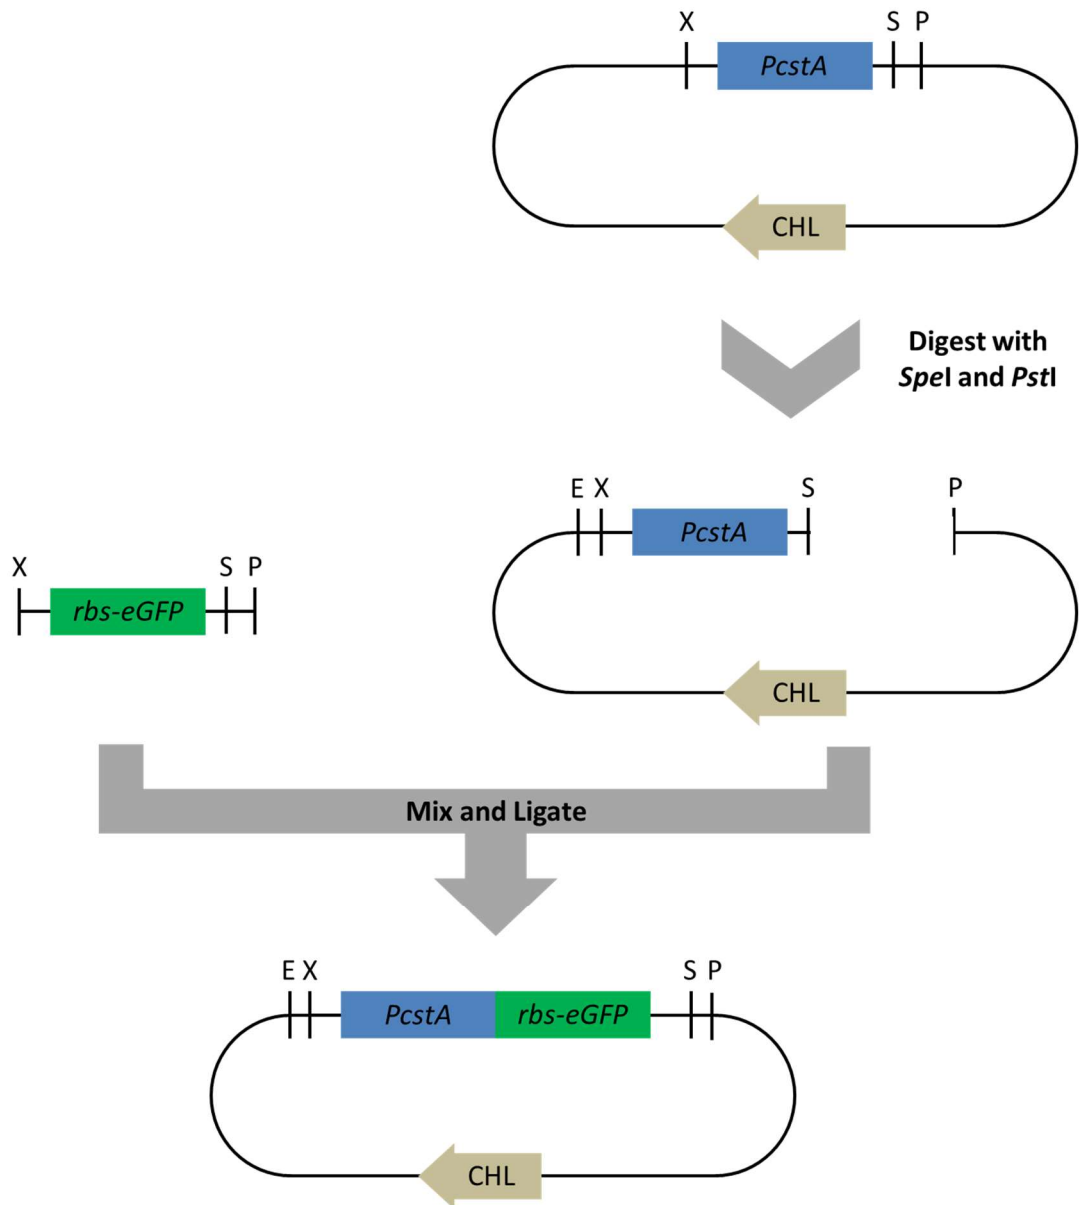 X S P
PcstA
CHL
Digest with
SpeI and PstI
E X S P
PcstA
X S P
rbs-eGFP
CHL
Mix and Ligate
E X S P
PcstA rbs-eGFP
CHL